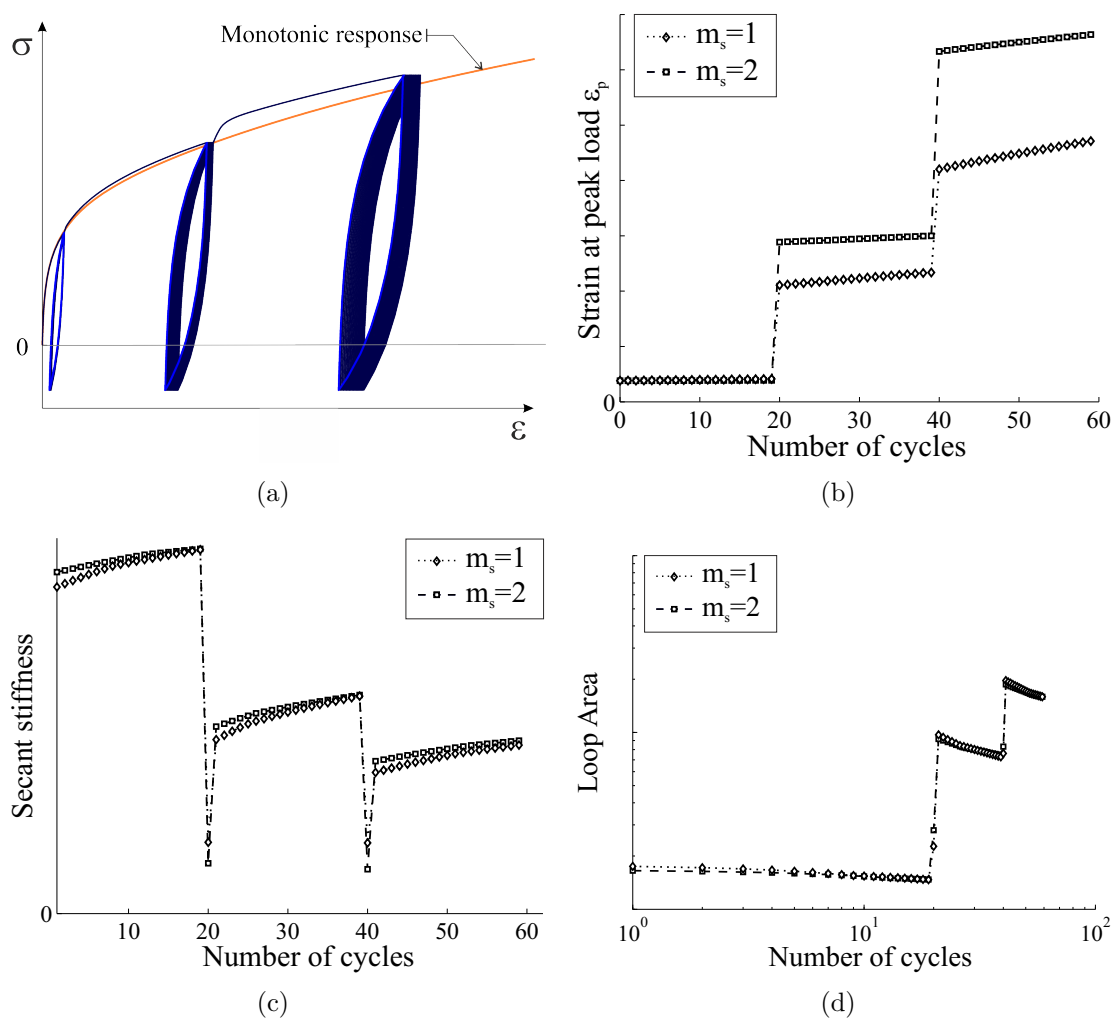 σ
Monotonic response
0
ε
(a)
Strain at peak load ε_p
m_s=1
m_s=2
0
0 10 20 30 40 50 60
Number of cycles
(b)
Secant stiffness
m_s=1
m_s=2
0
10 20 30 40 50 60
Number of cycles
(c)
Loop Area
m_s=1
m_s=2
10^0 10^1 10^2
Number of cycles
(d)